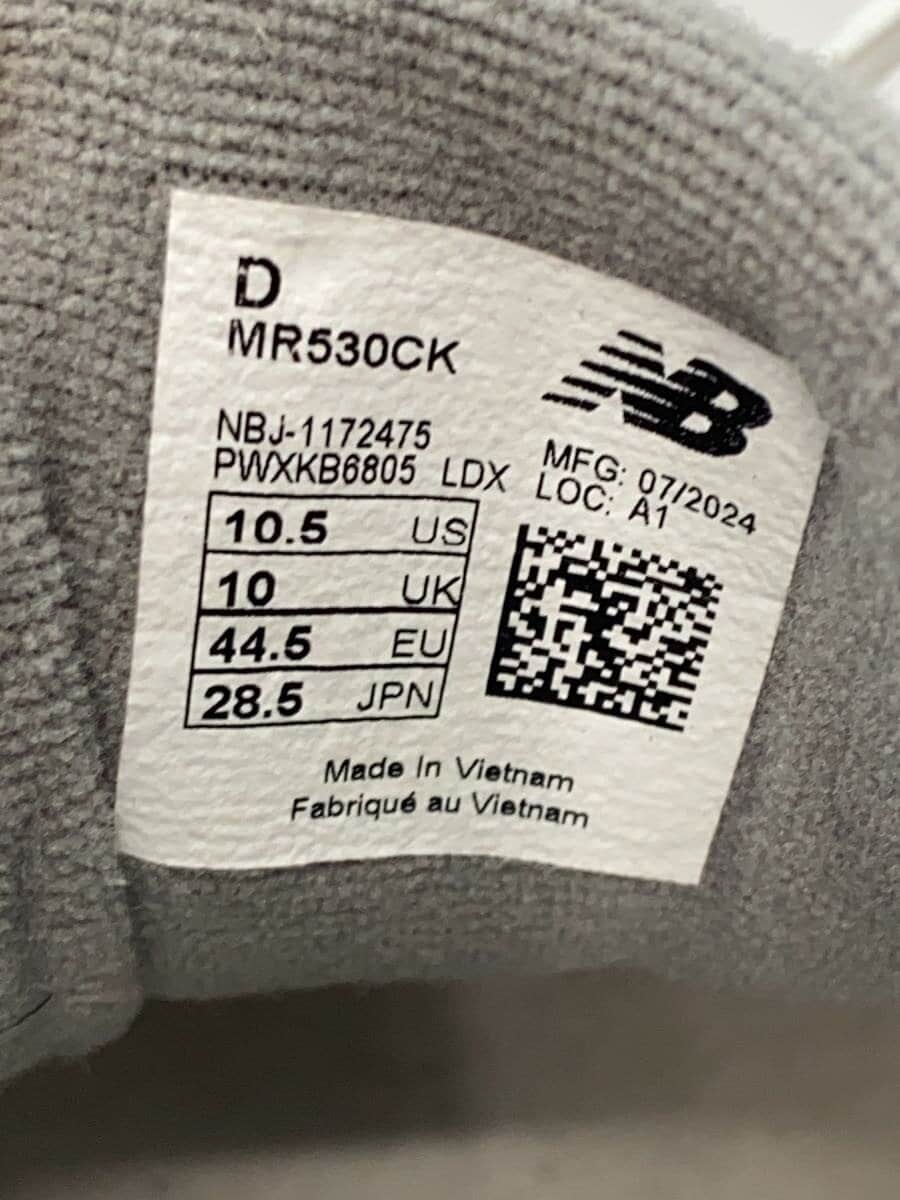 D
MR530CK
NB
NBJ-1172475
PWXKB6805 LDX
MFG: 07/2024
LOC: A1
10.5 US
10 UK
44.5 EU
28.5 JPN
Made In Vietnam
Fabriqué au Vietnam